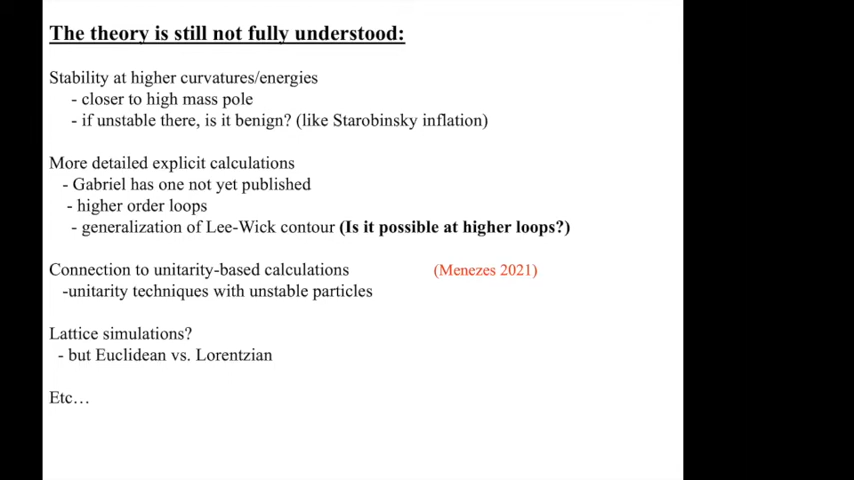 The theory is still not fully understood:
Stability at higher curvatures/energies
- closer to high mass pole
- if unstable there, is it benign? (like Starobinsky inflation)
More detailed explicit calculations
- Gabriel has one not yet published
- higher order loops
- generalization of Lee-Wick contour (Is it possible at higher loops?)
Connection to unitarity-based calculations (Menezes 2021)
-unitarity techniques with unstable particles
Lattice simulations?
- but Euclidean vs. Lorentzian
Etc…